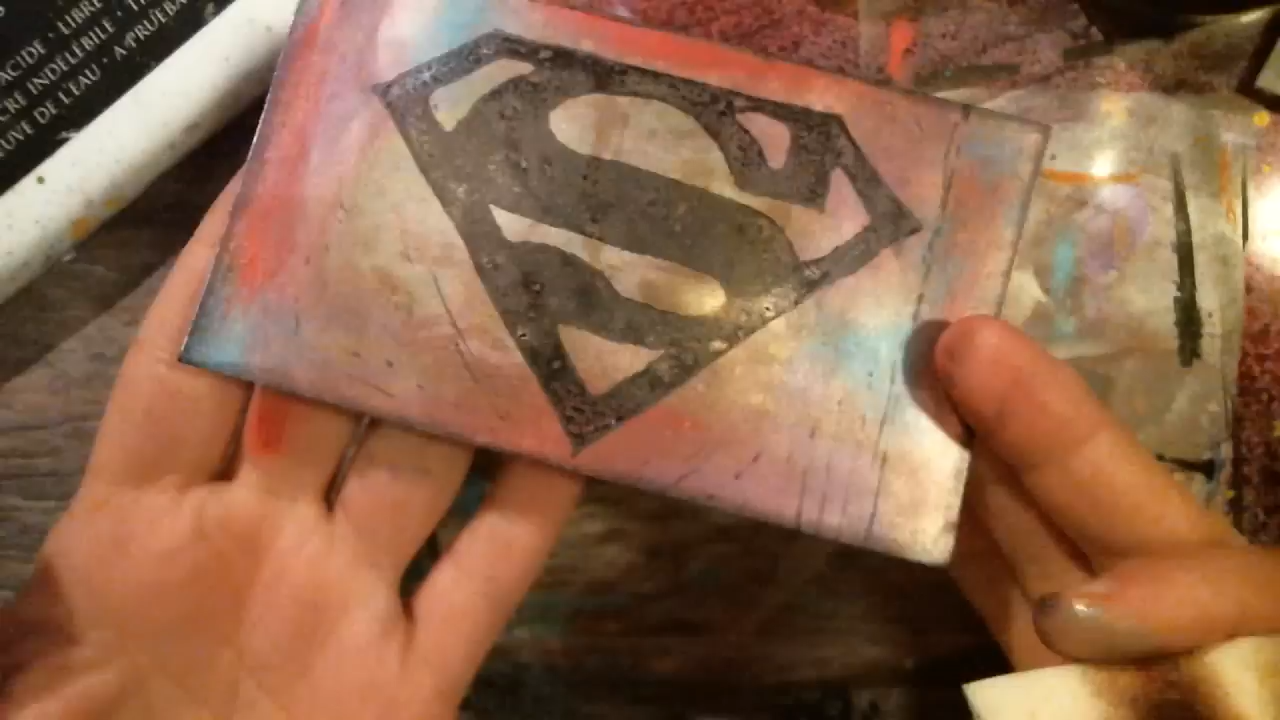 ACIDE · LIBRE
CRE INDÉLÉBILE · 
UVE DE L'EAU · A PRUEBA
S